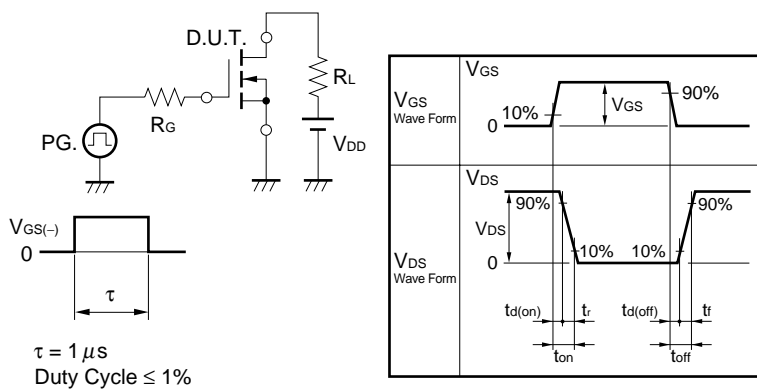 D.U.T.
RL
RG
PG.
VDD
VGS(−)
0
τ
τ = 1 μs
Duty Cycle ≤ 1%
VGS
Wave Form
VGS
10%
90%
VGS
0
VDS
Wave Form
VDS
90%
90%
VDS
10%
10%
0
td(on)
tr
td(off)
tf
ton
toff